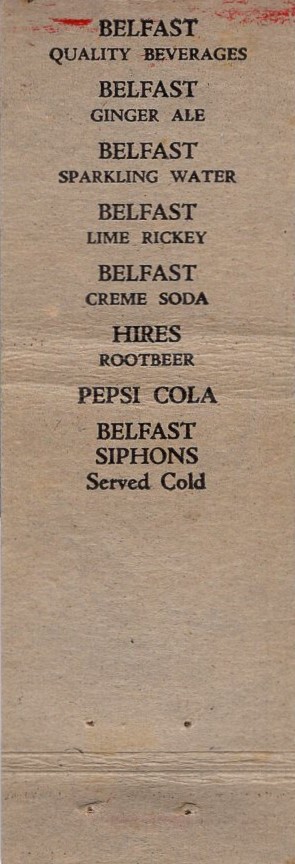 BELFAST
QUALITY BEVERAGES
BELFAST
GINGER ALE
BELFAST
SPARKLING WATER
BELFAST
LIME RICKEY
BELFAST
CREME SODA
HIRES
ROOTBEER
PEPSI COLA
BELFAST
SIPHONS
Served Cold